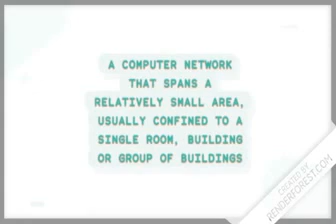 A COMPUTER NETWORK
THAT SPANS A
RELATIVELY SMALL AREA,
USUALLY CONFINED TO A
SINGLE ROOM, BUILDING
OR GROUP OF BUILDINGS
CREATED BY
RENDERFOREST.COM